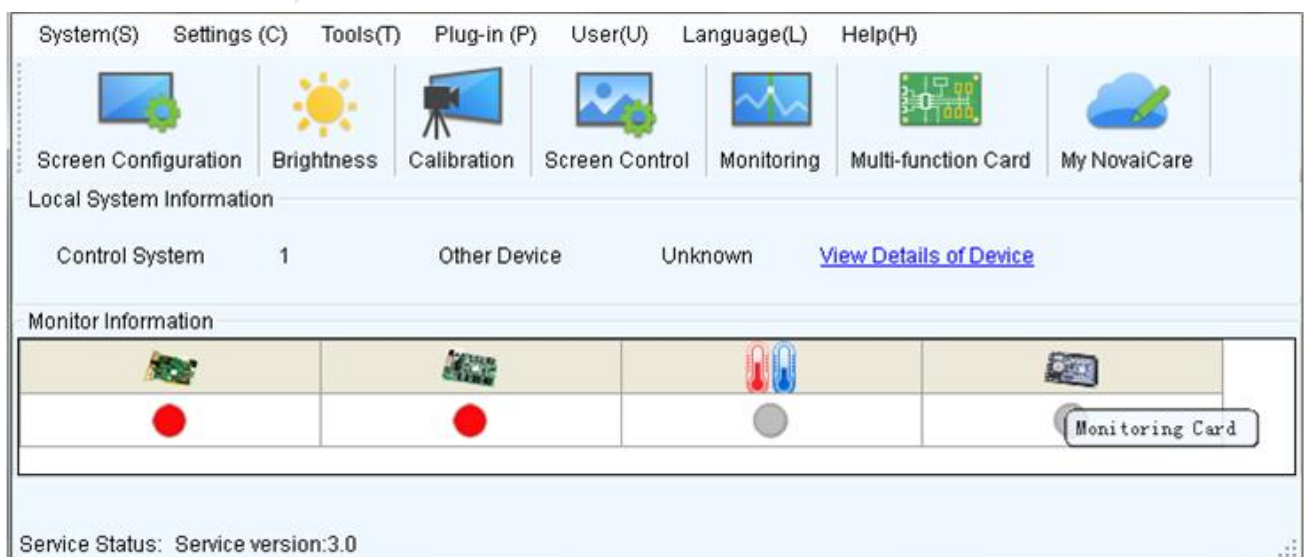 System(S) Settings (C) Tools(T) Plug-in (P) User(U) Language(L) Help(H)
Screen Configuration Brightness Calibration Screen Control Monitoring Multi-function Card My NovaiCare
Local System Information
Control System 1 Other Device Unknown View Details of Device
Monitor Information
Monitoring Card
Service Status: Service version:3.0